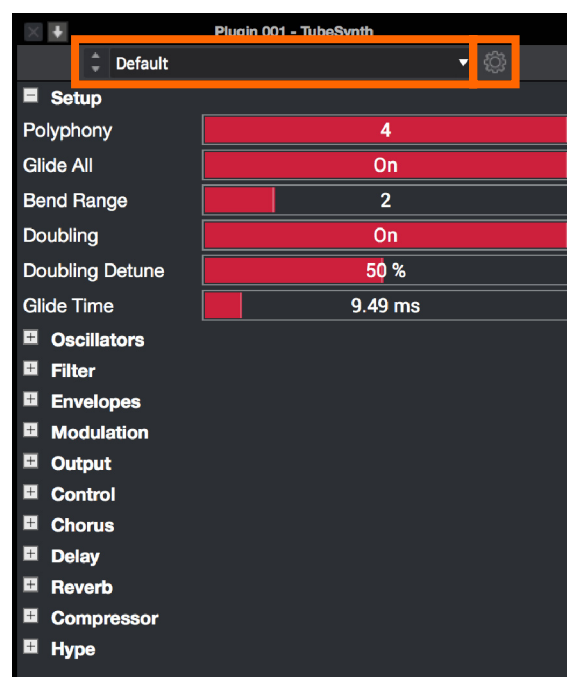 Plugin 001 - TubeSynth
Default
Setup
Polyphony 4
Glide All On
Bend Range 2
Doubling On
Doubling Detune 50 %
Glide Time 9.49 ms
Oscillators
Filter
Envelopes
Modulation
Output
Control
Chorus
Delay
Reverb
Compressor
Hype